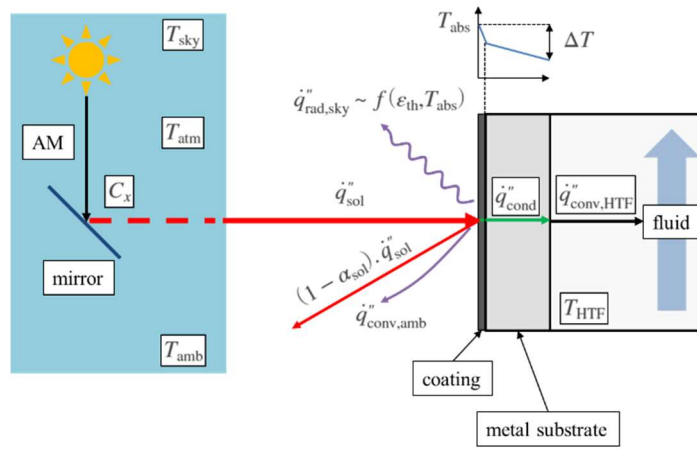 T_sky
T_abs
ΔT
q̇″_rad,sky ~ f(ε_th,T_abs)
AM
T_atm
C_x
q̇″_sol
q̇″_cond
q̇″_conv,HTF
fluid
mirror
(1 − α_sol).q̇″_sol
q̇″_conv,amb
T_HTF
T_amb
coating
metal substrate